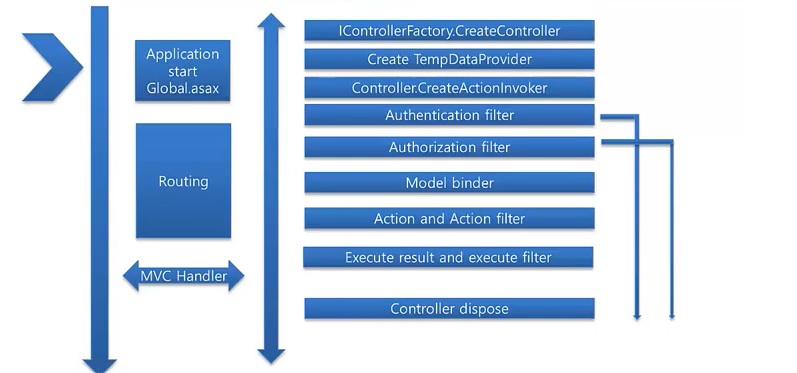 Application
start
Global.asax
Routing
MVC Handler
IControllerFactory.CreateController
Create TempDataProvider
Controller.CreateActionInvoker
Authentication filter
Authorization filter
Model binder
Action and Action filter
Execute result and execute filter
Controller dispose